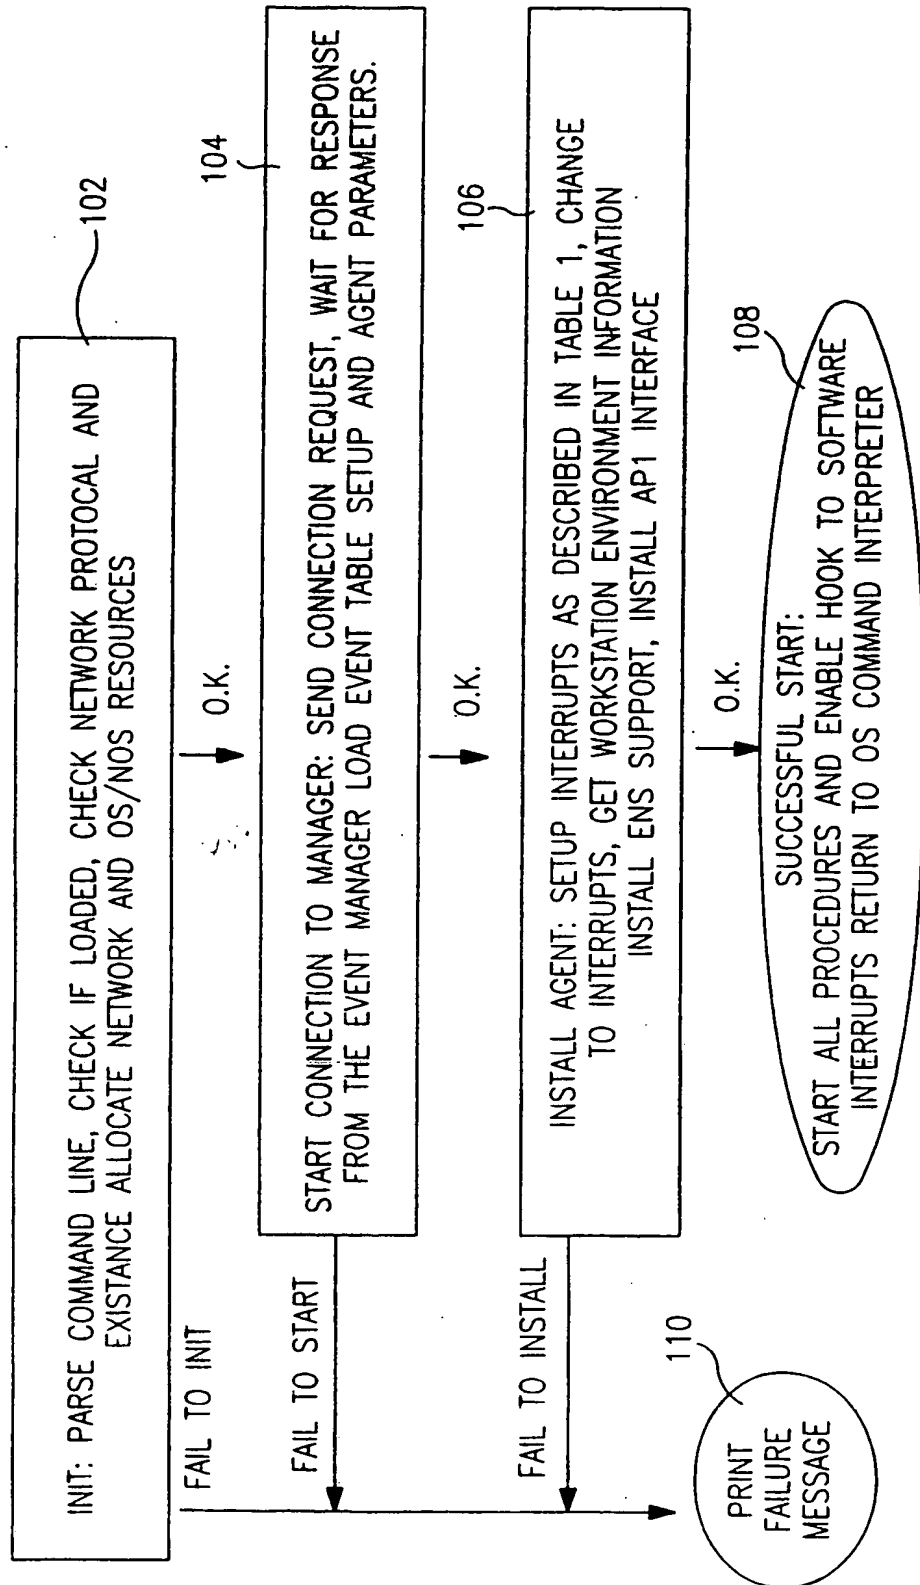 102
INIT: PARSE COMMAND LINE, CHECK IF LOADED, CHECK NETWORK PROTOCAL AND
EXISTANCE ALLOCATE NETWORK AND OS/NOS RESOURCES
FAIL TO INIT
O.K.
104
START CONNECTION TO MANAGER: SEND CONNECTION REQUEST, WAIT FOR RESPONSE
FROM THE EVENT MANAGER LOAD EVENT TABLE SETUP AND AGENT PARAMETERS.
FAIL TO START
O.K.
106
INSTALL AGENT: SETUP INTERRUPTS AS DESCRIBED IN TABLE 1, CHANGE
TO INTERRUPTS, GET WORKSTATION ENVIRONMENT INFORMATION
INSTALL ENS SUPPORT, INSTALL AP1 INTERFACE
FAIL TO INSTALL
O.K.
110
PRINT
FAILURE
MESSAGE
108
SUCCESSFUL START:
START ALL PROCEDURES AND ENABLE HOOK TO SOFTWARE
INTERRUPTS RETURN TO OS COMMAND INTERPRETER